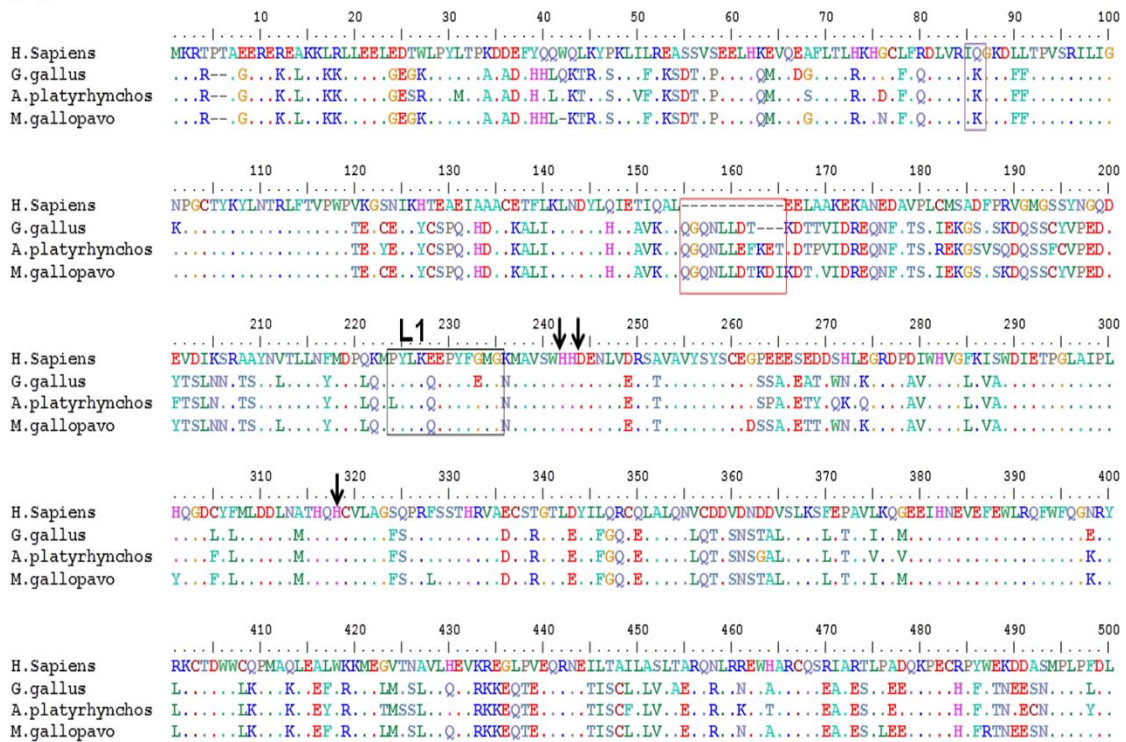 10 20 30 40 50 60 70 80 90 100
H.Sapiens MKRTPTAEEREREAKKLRLLEELEDTWLPYLTPKDDEFYQQWQLKYPKLILREASSVSEELHKEVQEAFLTLHKHGCLFRDLVRIQGKDLLTPVSRILIG
G.gallus ...R--.G...K.L..KK.....GEGK......A.AD.HHLQKTR.S...F.KSDT.P....QM..DG....R...F.Q.....K...FF.........
A.platyrhynchos ...R--.G...K.L..KK.....GESR...M..A.AD.H.L.KT..S..VF.KSDT.P....QM...S....R..D.F.Q....K...FF.........
M.gallopavo ...R--.G...K.L..KK.....GEGK......A.AD.HHL-KTR.S...F.KSDT.P....QM...G....R..N.F.Q....K...FF.........
110 120 130 140 150 160 170 180 190 200
H.Sapiens NPGCTYKYLNTRLFTVPWPVKGSNIKHTEAEIAAACETFLKLNDYLQIETIQAL-----------EELAAKEKANEDAVPLCMSADFPRVGMGSSYNGQD
G.gallus K..................TE.CE...YCSPQ.HD...KALI......H...AVK..QGQNLLDT---KDTTVIDREQNF.TS.IEKGS.SKDQSSCYVPED.
A.platyrhynchos ...................TE.CE...YCSPQ.HD...KALI......H...AVK..QGQNLLEFKET.DTPVIDREQNF.TS.REKGSVSQDQSSFCVPED.
M.gallopavo ...................TE.CE...YCSPQ.HD...KALI......H...AVK..QGQNLLDTKDIKDT.VIDREQNF.TS.IEKGS.SKDQSSCYVPED.
210 220 230 240 250 260 270 280 290 300
L1
H.Sapiens EVDIKSRAAYNVTLLNFMDPQKMPYLKEEPYFGMGKMAVSWHHDENLVDRSAVAVYSYSCEGPEEESEDDSHLEGRDPDIWHVGFKISWDIETPGLAIPL
G.gallus YTSLNN.TS.......Y...LQ.....Q....E..N............E..T..........SSA.EAT.WN.K....AV.....L.VA...........
A.platyrhynchos FTSLN..TS.......Y...LQ.L...Q.......N............E..T..........SPA.ETY.QK.Q....AV.....L.VA...........
M.gallopavo YTSLNN.TS.......Y...LQ.....Q.......N............E..T.........DSSA.ETT.WN.K....AV.....L.VA...........
310 320 330 340 350 360 370 380 390 400
H.Sapiens HQGDCYFMLDDLNATHQHCVLAGSQPRFSSTHRVAECSTGTLDYILQRCQLALQNVCDDVDNDDVSLKSFEPAVLKQGEEIHNEVEFEWLRQFWFQGNRY
G.gallus ....L.L......M.........FS..........D..R...E..FGQ.E.....LQT.SNSTAL....L.T..I..M...................E..
A.platyrhynchos ....F.L......M.........FS..........D..R...E..FGQ.E.....LQT.SNSGAL....L.T..V..V...................K..
M.gallopavo Y...F.L......M.........FS...L......D..R...E..FGQ.E.....LQT.SNSTAL....L.T..I..M...................K..
410 420 430 440 450 460 470 480 490 500
H.Sapiens RKCTDWWCQPMAQLEALWKKMEGVTNAVLHEVKREGLPVEQRNEILTAILASLTARQNLRREWHARCQSRIARTLPADQKPECRPYWEKDDASMPLPFDL
G.gallus L.......LK...K..EF.R...LM.SL..Q..RKKEQTE....TISCL.LV.AE..R..N..A.....EA.ES..EE.....H.F.TNEESN....L..
A.platyrhynchos L.......LK...K..EY.R...TMSSL.....RKKEQTE....TISCF.LV.AE..R..K..T.....EA.ES..E......H.F.TN.ECN....Y..
M.gallopavo L.......LK...K..EF.R...LM.SL..Q..RKKEQTE....TISCL.LV..E..R..N..A.....EA.ES.LEE.....H.FRTNEESN.......